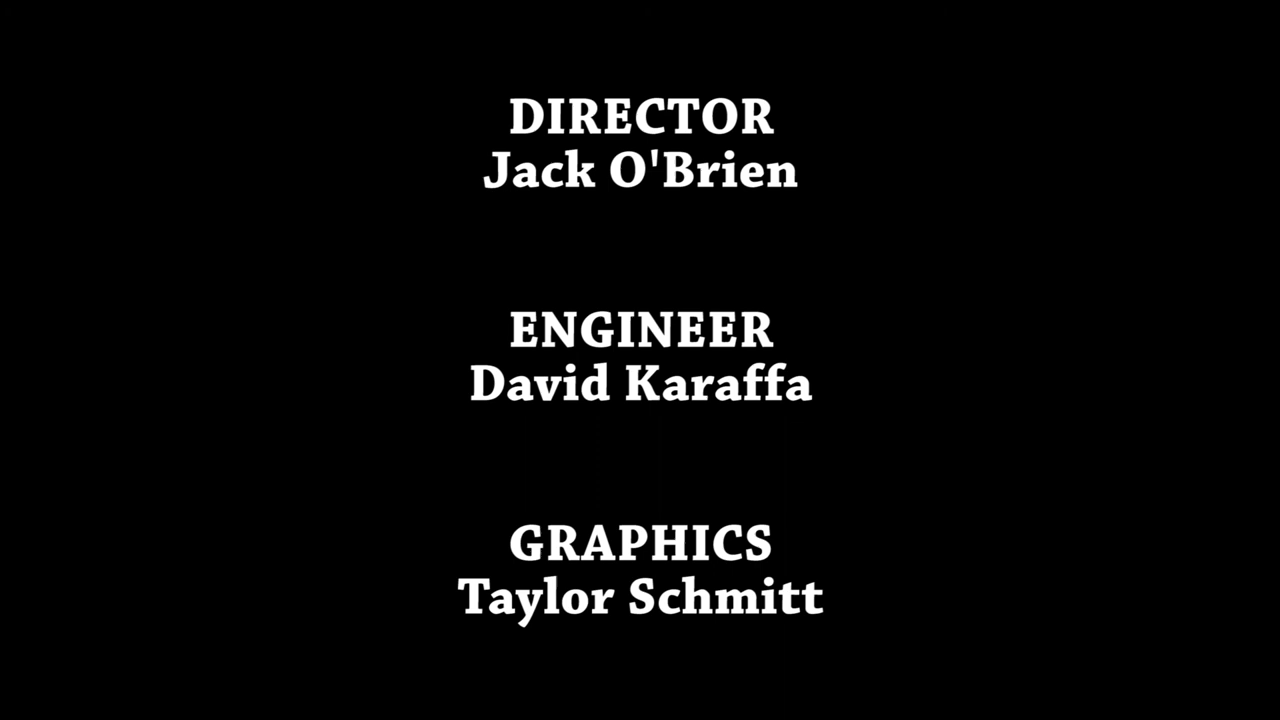 DIRECTOR
Jack O'Brien
ENGINEER
David Karaffa
GRAPHICS
Taylor Schmitt